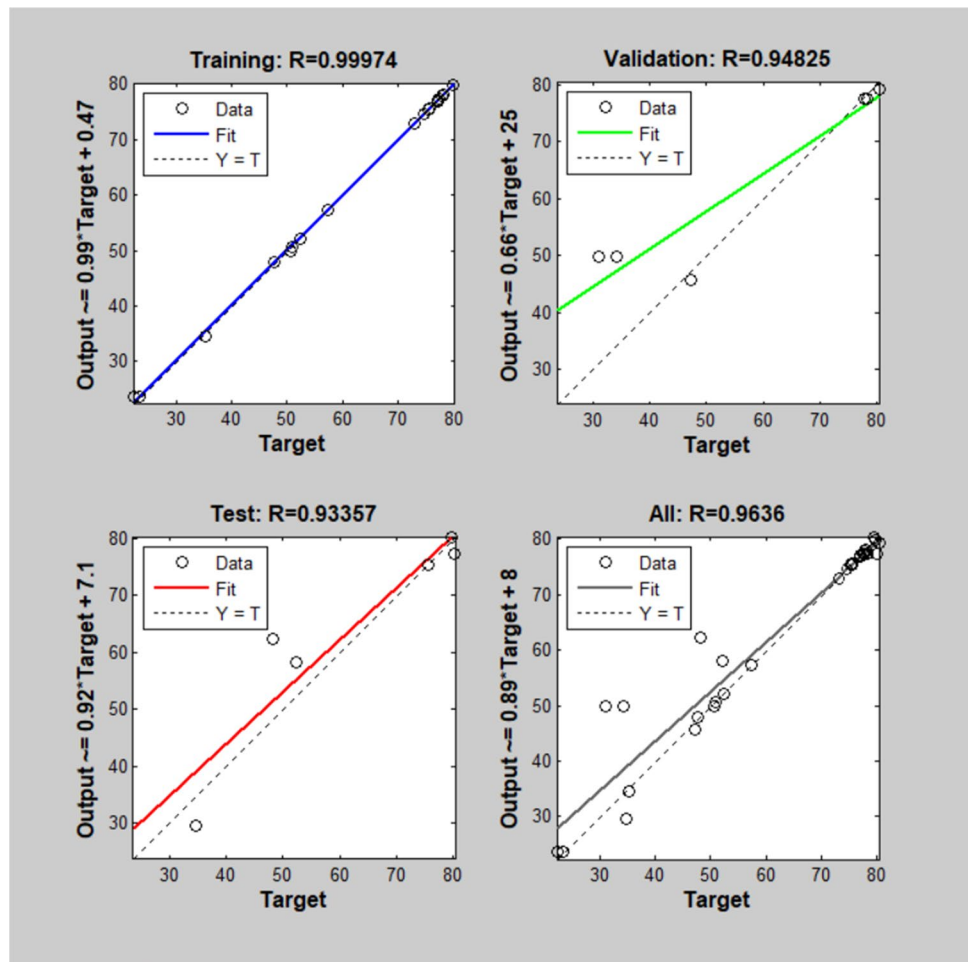 Training: R=0.99974
Output ~= 0.99*Target + 0.47
80
70
60
50
40
30
Data
Fit
Y = T
30 40 50 60 70 80
Target
Validation: R=0.94825
Output ~= 0.66*Target + 25
80
70
60
50
40
30
Data
Fit
Y = T
30 40 50 60 70 80
Target
Test: R=0.93357
Output ~= 0.92*Target + 7.1
80
70
60
50
40
30
Data
Fit
Y = T
30 40 50 60 70 80
Target
All: R=0.9636
Output ~= 0.89*Target + 8
80
70
60
50
40
30
Data
Fit
Y = T
30 40 50 60 70 80
Target